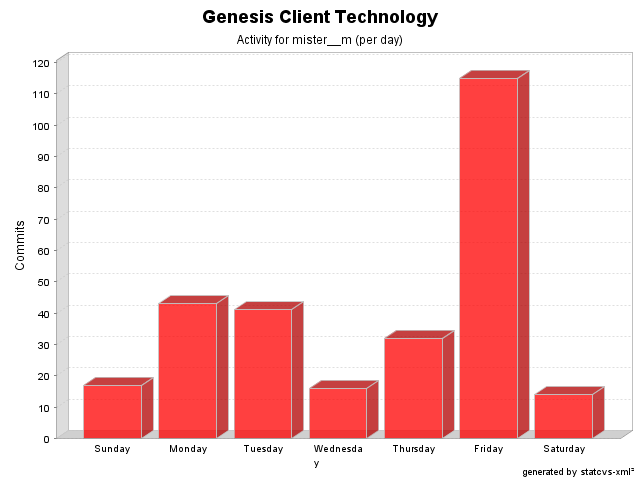 Genesis Client Technology
Activity for mister__m (per day)
120
110
100
90
80
70
60
50
40
30
20
10
0
Commits
Sunday Monday Tuesday Wednesda Thursday Friday Saturday
y
generated by statcvs-xml²